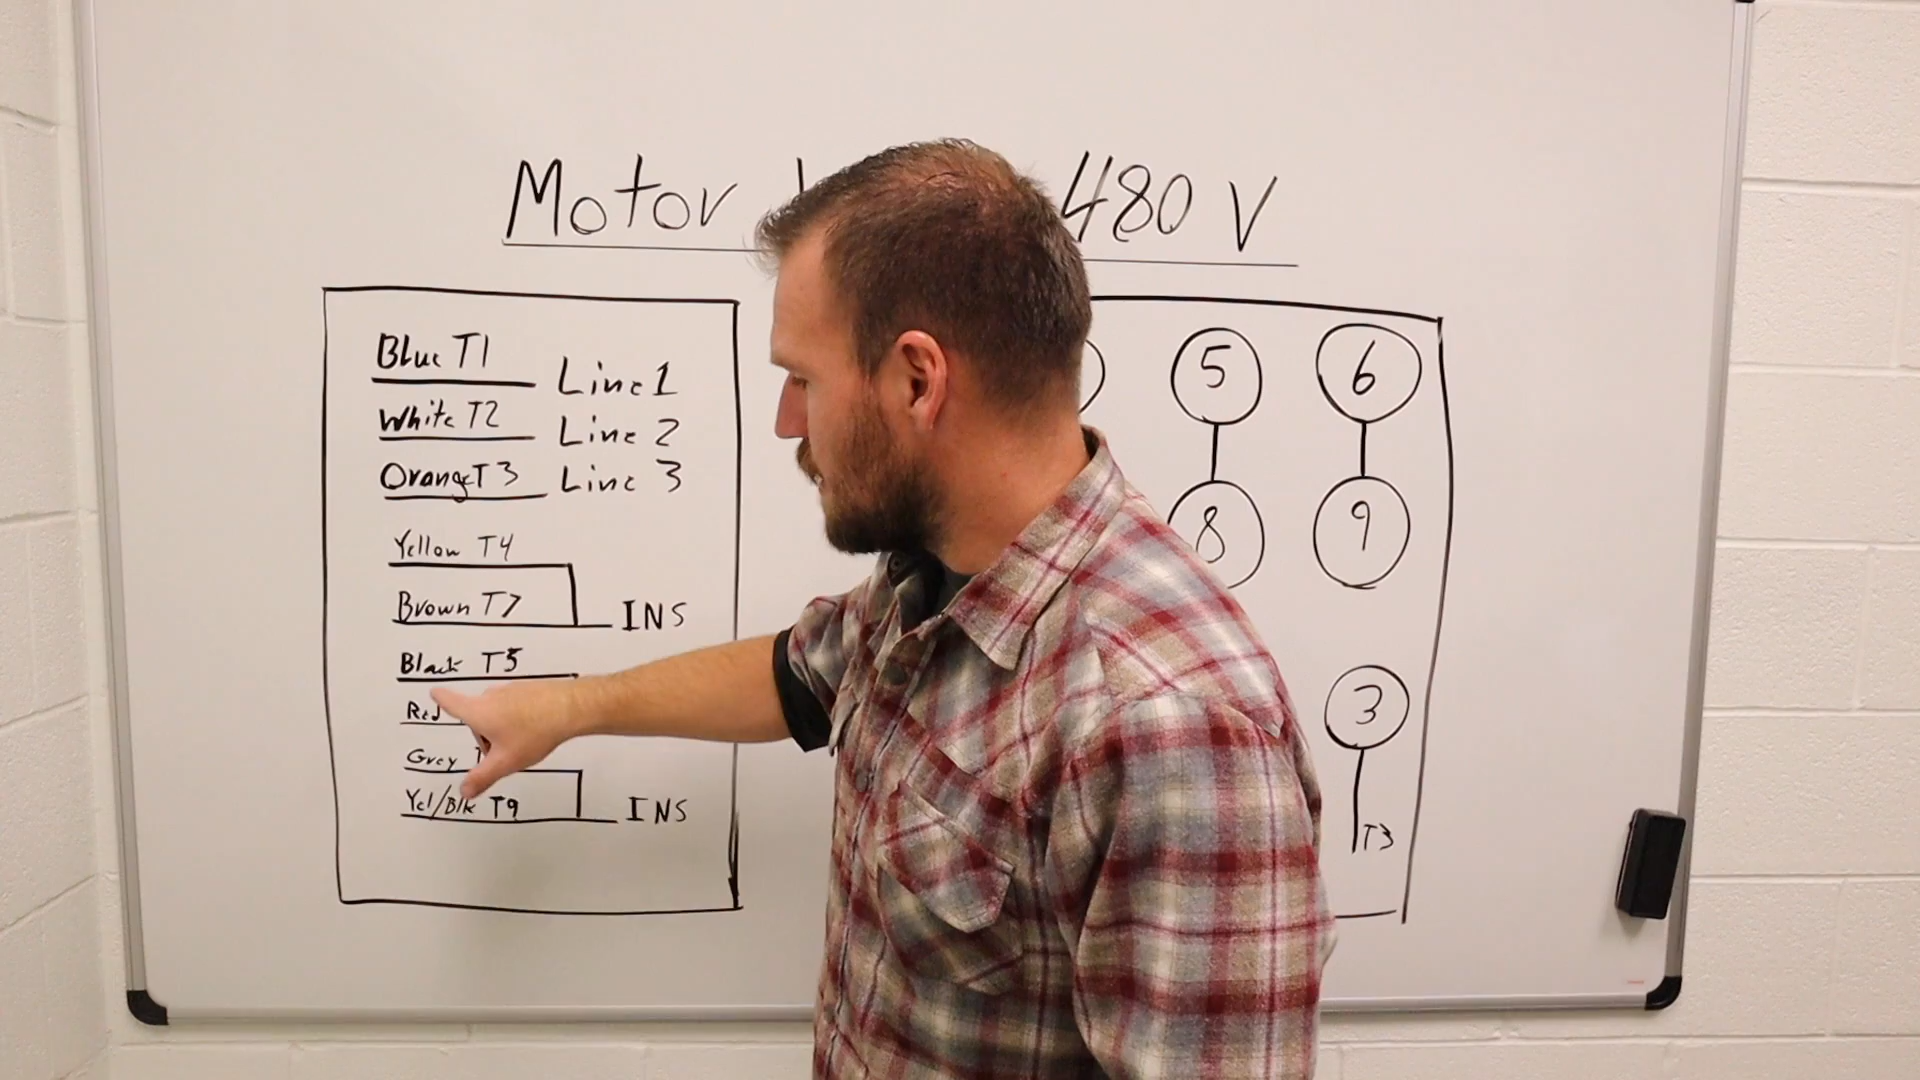 Motor 480 V
Blue T1
Line 1
White T2
Line 2
Orange T3
Line 3
Yellow T4
Brown T7
INS
Black T5
Red
Grey
Yel/Blk T9
INS
5
6
8
9
3
T3